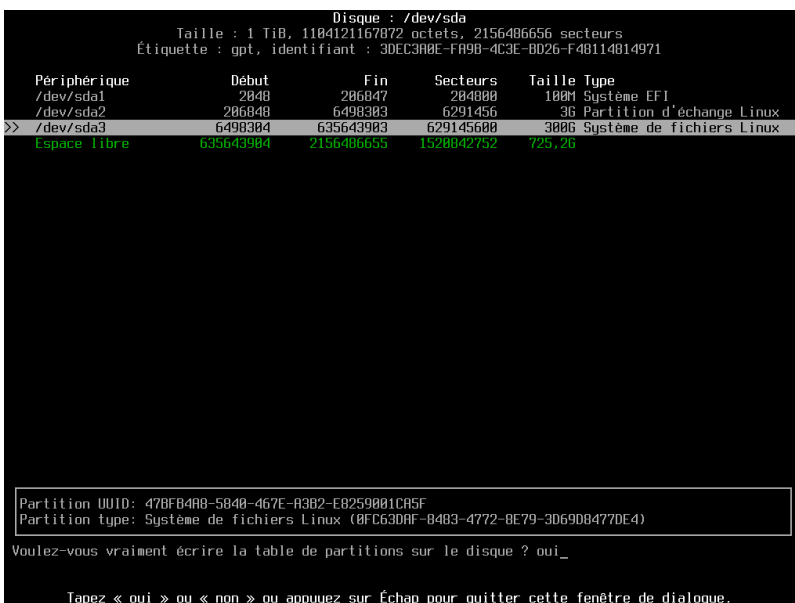 Disque : /dev/sda
Taille : 1 TiB, 1104121167872 octets, 2156486656 secteurs
Étiquette : gpt, identifiant : 3DEC3A0E-FA9B-4C3E-BD26-F48114814971
Périphérique Début Fin Secteurs Taille Type
/dev/sda1 2048 206847 204800 100M Système EFI
/dev/sda2 206848 6498303 6291456 3G Partition d'échange Linux
>> /dev/sda3 6498304 635643903 629145600 300G Système de fichiers Linux
Espace libre 635643904 2156486655 1520842752 725,2G
Partition UUID: 47BFB4A8-5840-467E-A3B2-E8259001CA5F
Partition type: Système de fichiers Linux (0FC63DAF-8483-4772-8E79-3D69D8477DE4)
Voulez-vous vraiment écrire la table de partitions sur le disque ? oui_
Tapez « oui » ou « non » ou appuyez sur Échap pour quitter cette fenêtre de dialogue.